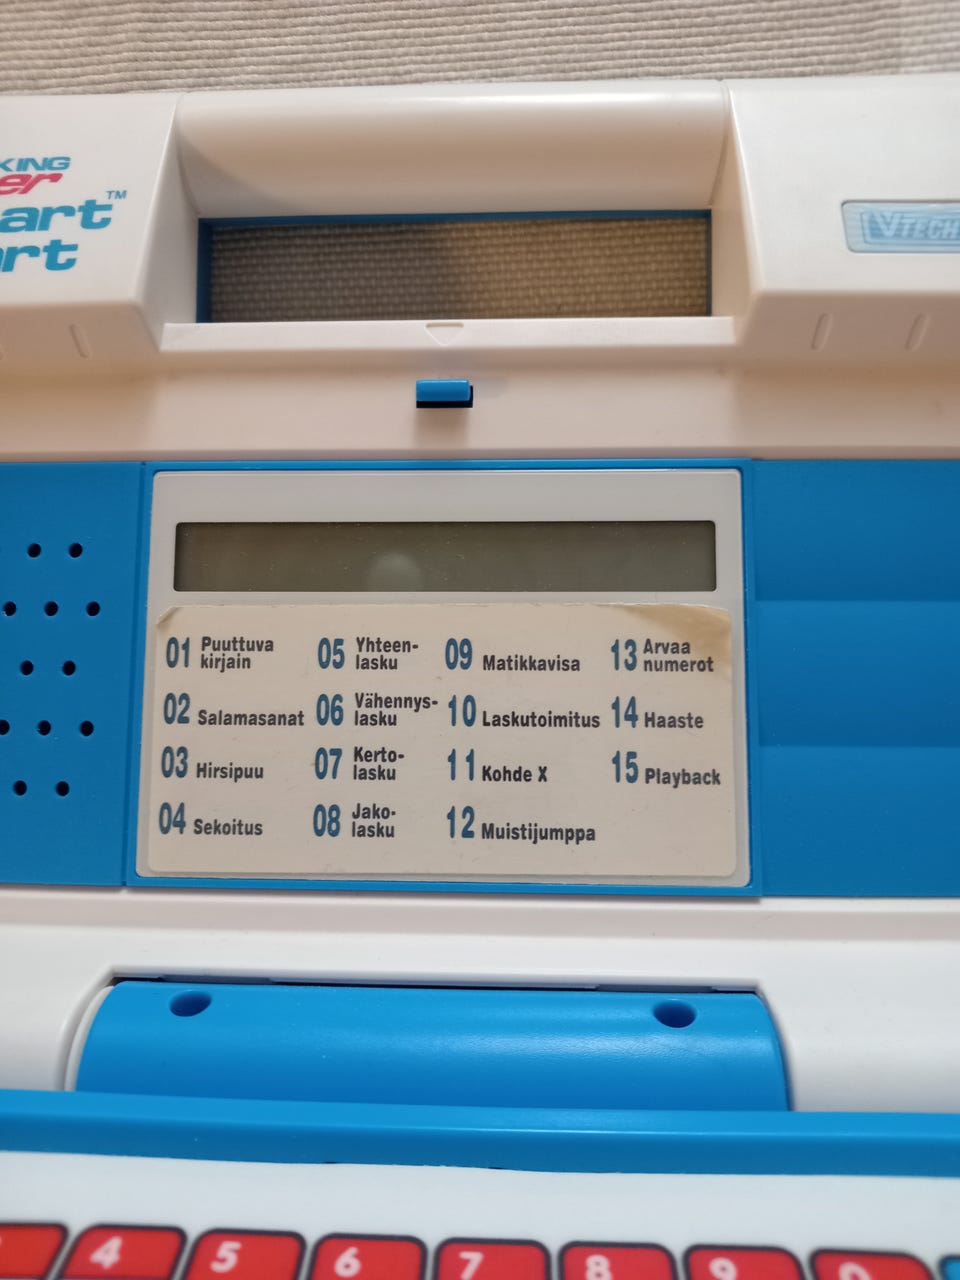 KING
er
art™
art
VTECH
01 Puuttuva
kirjain
02 Salamasanat
03 Hirsipuu
04 Sekoitus
05 Yhteen-
lasku
06 Vähennys-
lasku
07 Kerto-
lasku
08 Jako-
lasku
09 Matikkavisa
10 Laskutoimitus
11 Kohde X
12 Muistijumppa
13 Arvaa
numerot
14 Haaste
15 Playback
4 5 6 7 8 9 0